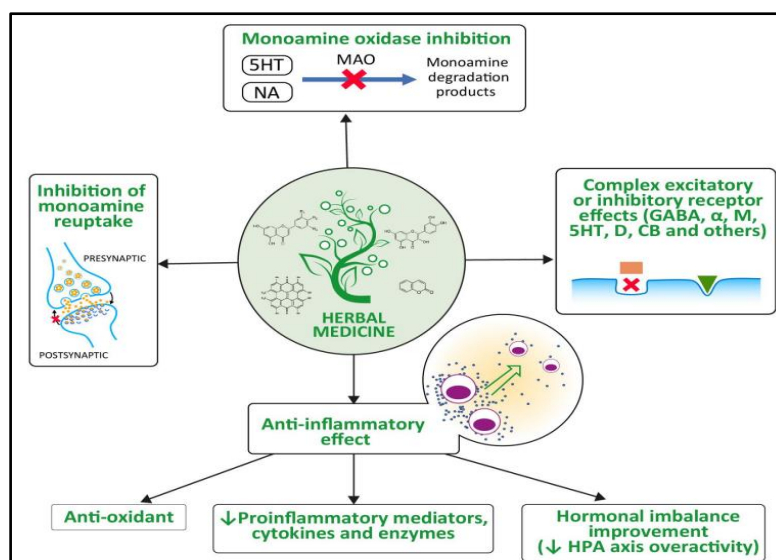 Monoamine oxidase inhibition
5HT
MAO
NA
Monoamine
degradation
products
Inhibition of
monoamine
reuptake
PRESYNAPTIC
POSTSYNAPTIC
HERBAL
MEDICINE
Complex excitatory
or inhibitory receptor
effects (GABA, α, M,
5HT, D, CB and others)
Anti-inflammatory
effect
Anti-oxidant
↓Proinflammatory mediators,
cytokines and enzymes
Hormonal imbalance
improvement
(↓ HPA axis overactivity)